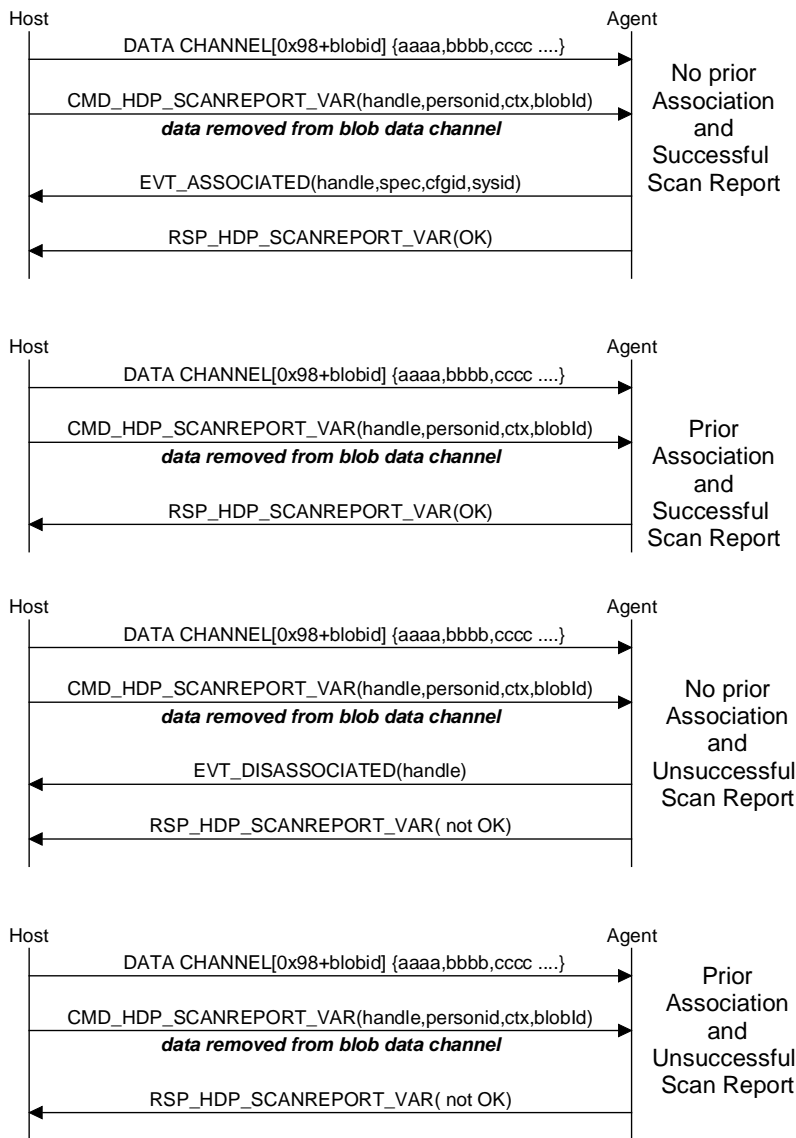 Host
Agent
DATA CHANNEL[0x98+blobid] {aaaa,bbbb,cccc ....}
CMD_HDP_SCANREPORT_VAR(handle,personid,ctx,blobId)
data removed from blob data channel
EVT_ASSOCIATED(handle,spec,cfgid,sysid)
RSP_HDP_SCANREPORT_VAR(OK)
No prior
Association
and
Successful
Scan Report
Host
Agent
DATA CHANNEL[0x98+blobid] {aaaa,bbbb,cccc ....}
CMD_HDP_SCANREPORT_VAR(handle,personid,ctx,blobId)
data removed from blob data channel
RSP_HDP_SCANREPORT_VAR(OK)
Prior
Association
and
Successful
Scan Report
Host
Agent
DATA CHANNEL[0x98+blobid] {aaaa,bbbb,cccc ....}
CMD_HDP_SCANREPORT_VAR(handle,personid,ctx,blobId)
data removed from blob data channel
EVT_DISASSOCIATED(handle)
RSP_HDP_SCANREPORT_VAR( not OK)
No prior
Association
and
Unsuccessful
Scan Report
Host
Agent
DATA CHANNEL[0x98+blobid] {aaaa,bbbb,cccc ....}
CMD_HDP_SCANREPORT_VAR(handle,personid,ctx,blobId)
data removed from blob data channel
RSP_HDP_SCANREPORT_VAR( not OK)
Prior
Association
and
Unsuccessful
Scan Report